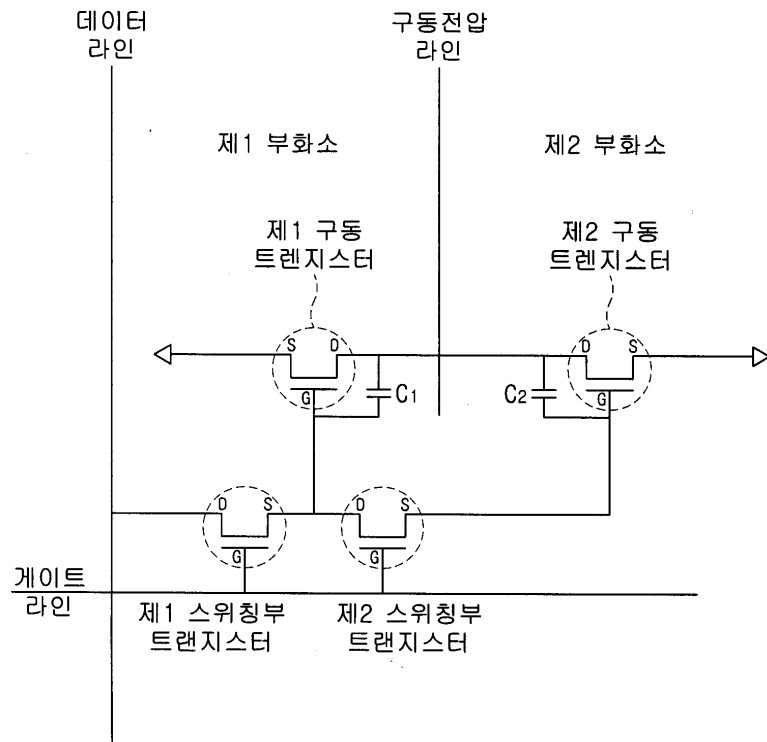 데이터
라인
구동전압
라인
제1 부화소
제2 부화소
제1 구동
트렌지스터
제2 구동
트렌지스터
S
D
G
C1
D
S
G
C2
D
S
G
D
S
G
게이트
라인
제1 스위칭부
트랜지스터
제2 스위칭부
트랜지스터